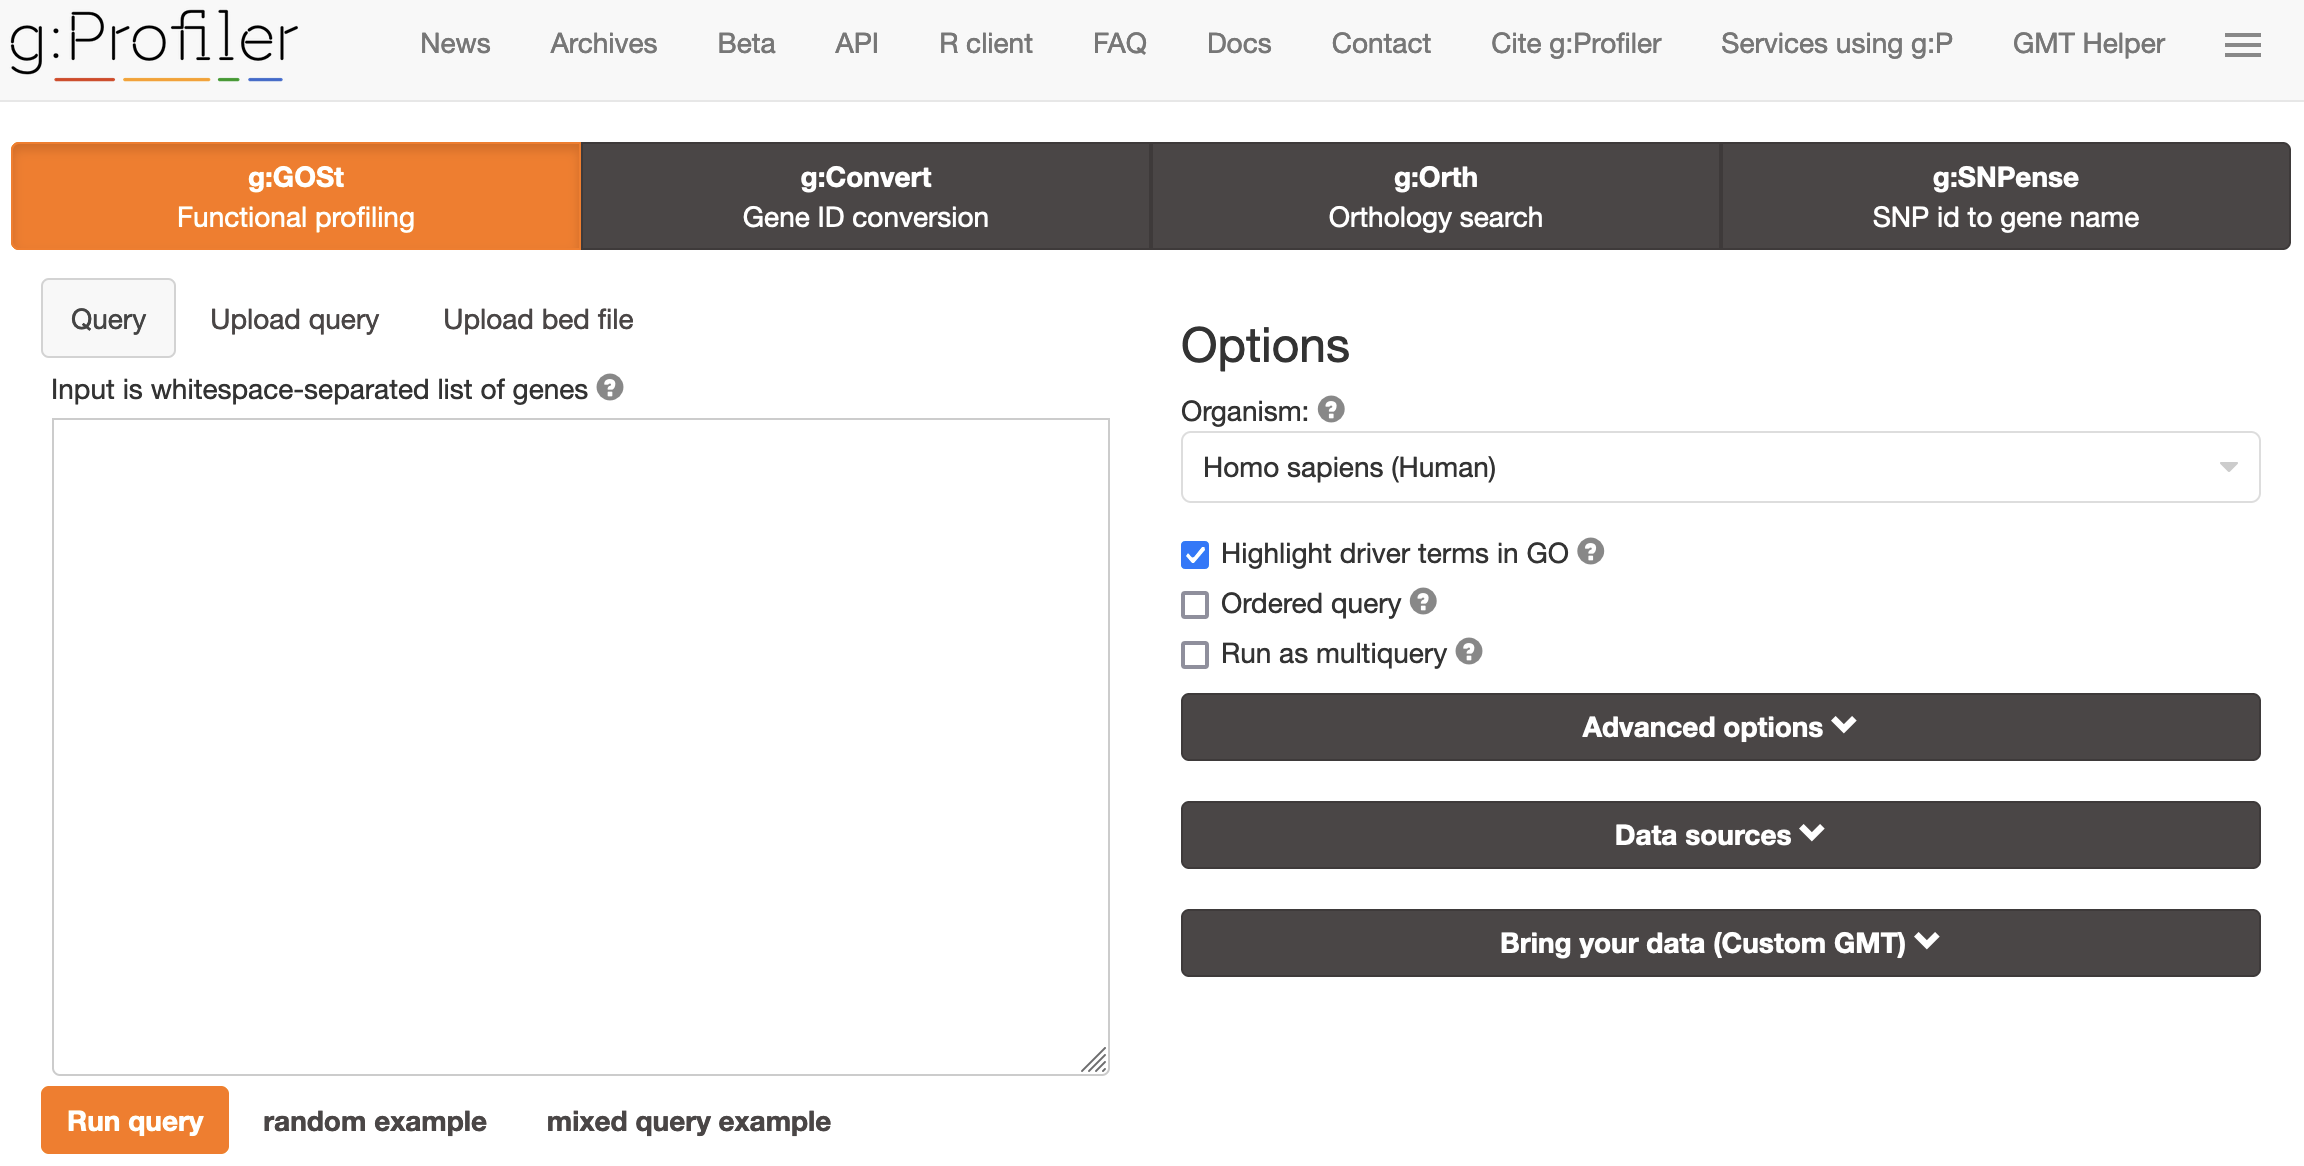 g:Profiler
News Archives Beta API R client FAQ Docs Contact Cite g:Profiler Services using g:P GMT Helper
g:GOSt
Functional profiling
g:Convert
Gene ID conversion
g:Orth
Orthology search
g:SNPense
SNP id to gene name
Query Upload query Upload bed file
Input is whitespace-separated list of genes ?
Run query random example mixed query example
Options
Organism: ?
Homo sapiens (Human)
Highlight driver terms in GO ?
Ordered query ?
Run as multiquery ?
Advanced options
Data sources
Bring your data (Custom GMT)